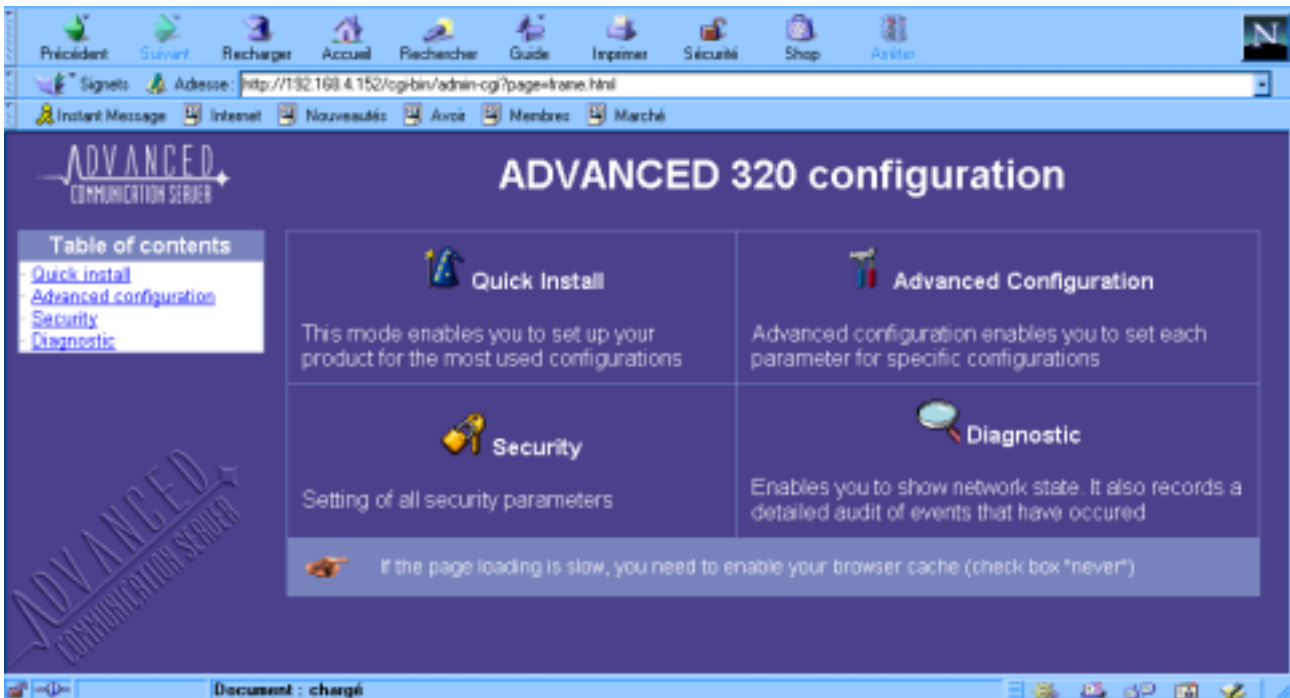 Précédent Suivant Recharger Accueil Rechercher Guide Imprimer Sécurité Shop Arrêter
N
Signets Adresse : http://192.168.4.152/cgi-bin/admin-cgi?page=frame.html
Instant Message Internet Nouveautés Avoir Membres Marché
ADVANCED
COMMUNICATION SERVER
ADVANCED 320 configuration
Table of contents
- Quick install
- Advanced configuration
- Security
- Diagnostic
Quick Install
This mode enables you to set up your
product for the most used configurations
Advanced Configuration
Advanced configuration enables you to set each
parameter for specific configurations
Security
Setting of all security parameters
Diagnostic
Enables you to show network state. It also records a
detailed audit of events that have occured
If the page loading is slow, you need to enable your browser cache (check box "never")
ADVANCED
COMMUNICATION SERVER
Document : chargé